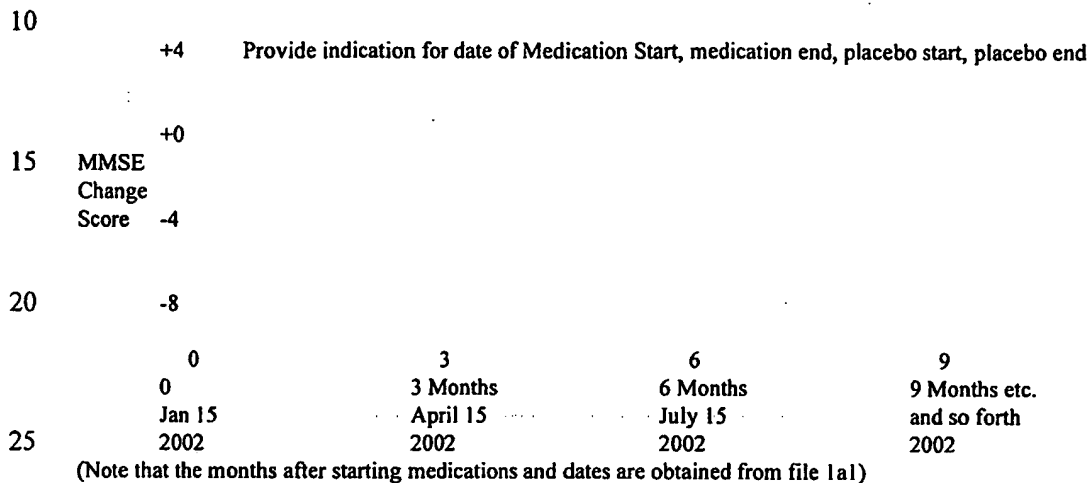 10
+4 Provide indication for date of Medication Start, medication end, placebo start, placebo end
+0
15 MMSE
Change
Score -4
20 -8
0 3 6 9
0 3 Months 6 Months 9 Months etc.
Jan 15 April 15 July 15 and so forth
25 2002 2002 2002 2002
(Note that the months after starting medications and dates are obtained from file 1a1)